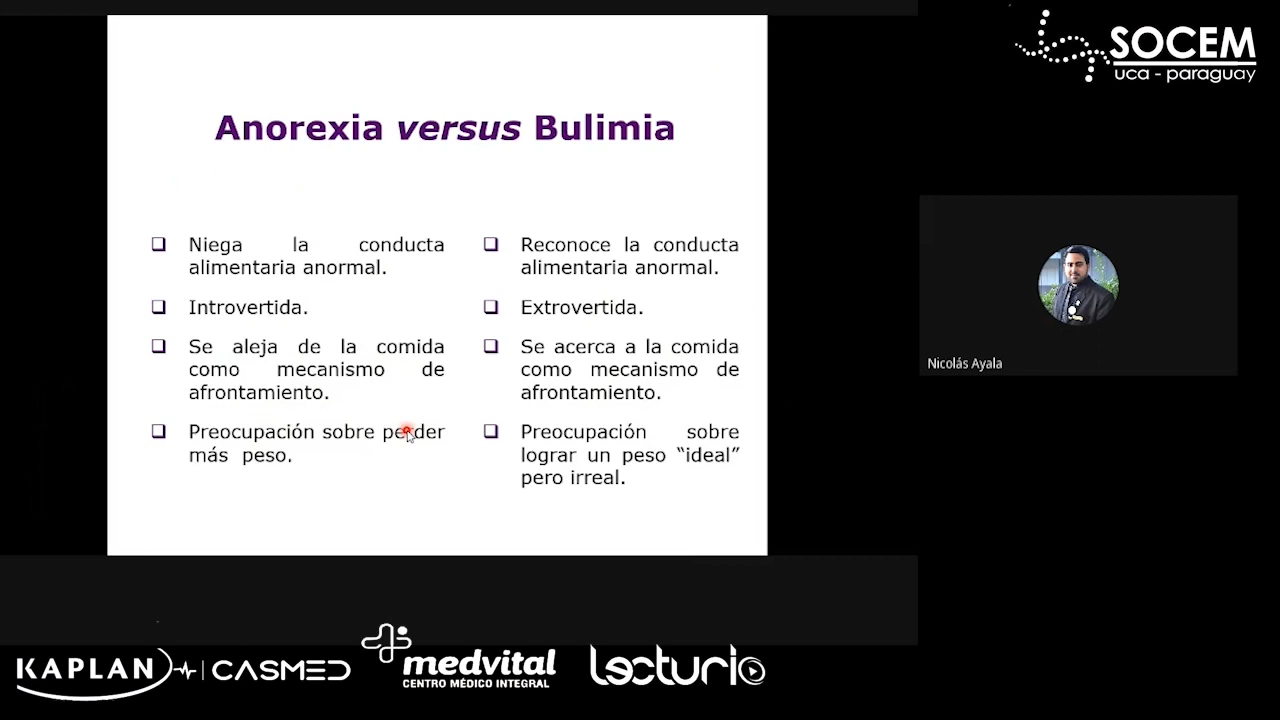 SOCEM
uca - paraguay
Anorexia versus Bulimia
❑ Niega la conducta
alimentaria anormal.
❑ Introvertida.
❑ Se aleja de la comida
como mecanismo de
afrontamiento.
❑ Preocupación sobre perder
más peso.
❑ Reconoce la conducta
alimentaria anormal.
❑ Extrovertida.
❑ Se acerca a la comida
como mecanismo de
afrontamiento.
❑ Preocupación sobre
lograr un peso “ideal”
pero irreal.
Nicolás Ayala
KAPLAN
CASMED
medvital
CENTRO MÉDICO INTEGRAL
Lecturio